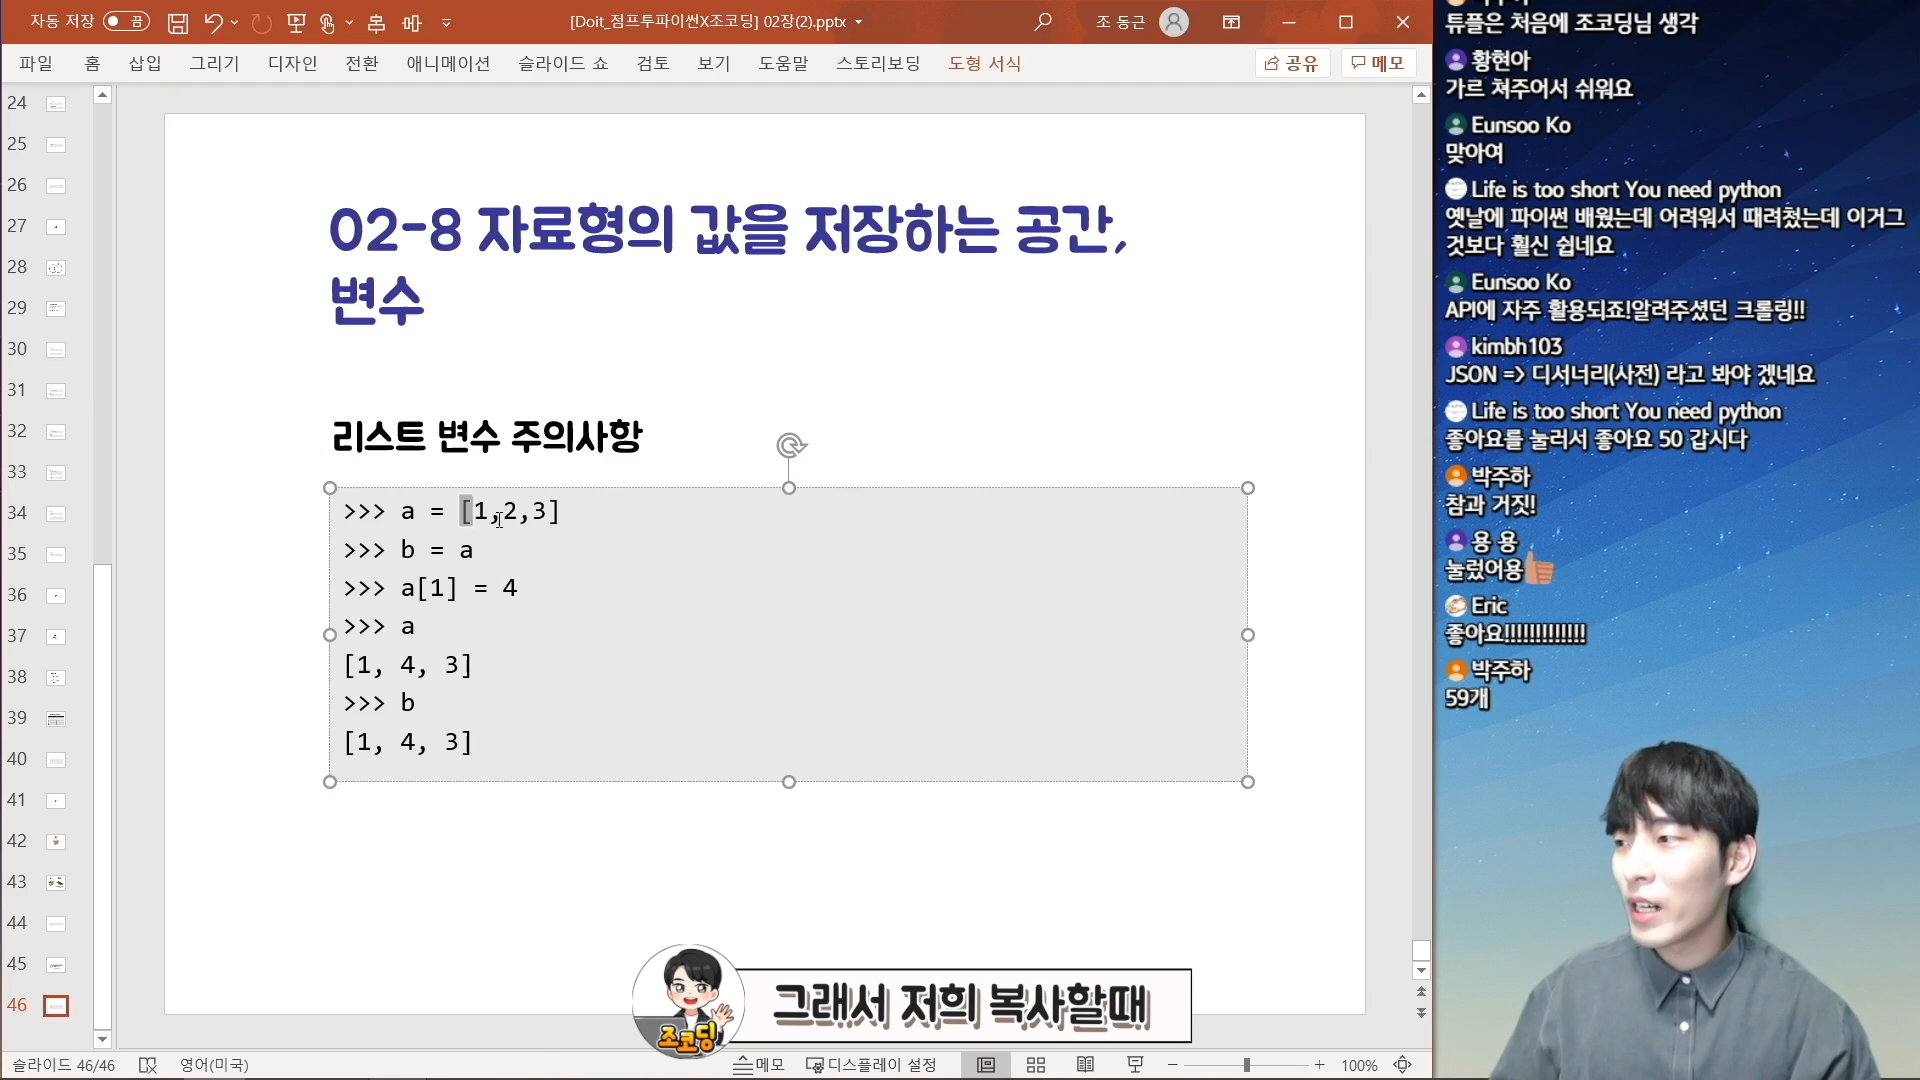 자동 저장 끔
[Doit_점프투파이썬X조코딩] 02장(2).pptx
조 동근
파일 홈 삽입 그리기 디자인 전환 애니메이션 슬라이드 쇼 검토 보기 도움말 스토리보딩 도형 서식
공유 메모
24
25
26
27
28
29
30
31
32
33
34
35
36
37
38
39
40
41
42
43
44
45
46
02-8 자료형의 값을 저장하는 공간,
변수
리스트 변수 주의사항
>>> a = [1,2,3]
>>> b = a
>>> a[1] = 4
>>> a
[1, 4, 3]
>>> b
[1, 4, 3]
조코딩
그래서 저희 복사할때
슬라이드 46/46 영어(미국)
메모 디스플레이 설정 100%
튜플은 처음에 조코딩님 생각
황현아
가르 쳐주어서 쉬워요
Eunsoo Ko
맞아여
Life is too short You need python
옛날에 파이썬 배웠는데 어려워서 때려쳤는데 이거그
것보다 훨신 쉽네요
Eunsoo Ko
API에 자주 활용되죠!알려주셨던 크롤링!!
kimbh103
JSON => 디서너리(사전) 라고 봐야 겠네요
Life is too short You need python
좋아요를 눌러서 좋아요 50 갑시다
박주하
참과 거짓!
용 용
눌렀어용
Eric
좋아요!!!!!!!!!!!!!
박주하
59개